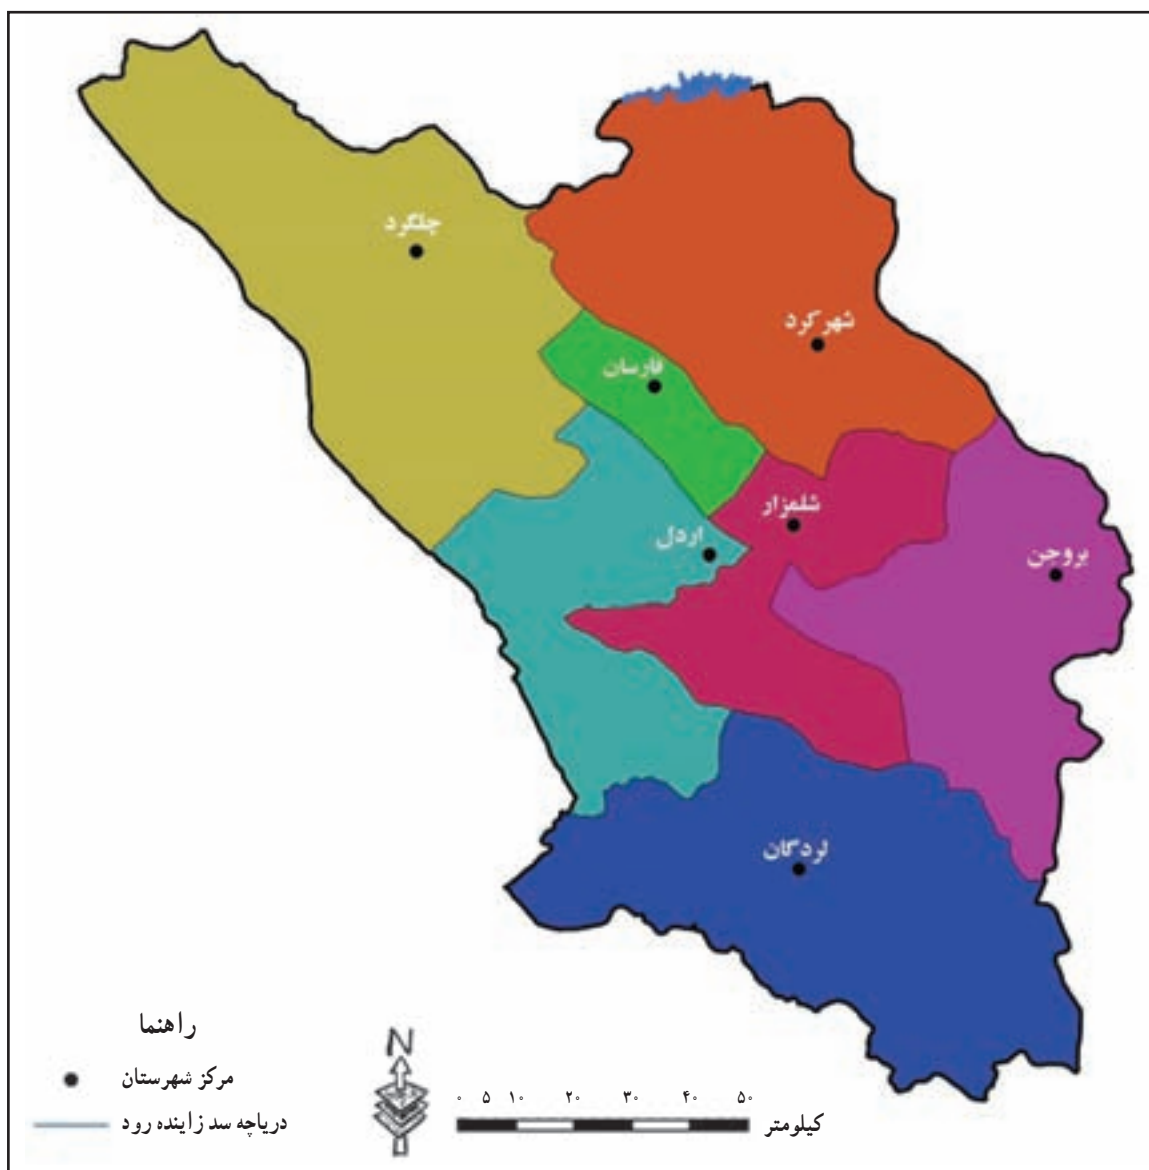 چلگرد
شهرکرد
فارسان
شلمزار
اردل
بروجن
لردگان
راهنما
مرکز شهرستان
دریاچه سد زاینده رود
N
۰ ۵ ۱۰ ۲۰ ۳۰ ۴۰ ۵۰
کیلومتر